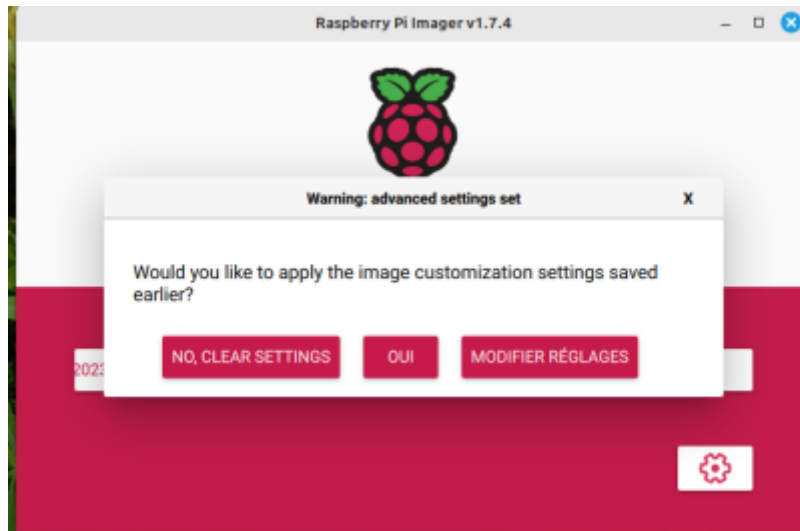 Raspberry Pi Imager v1.7.4
Warning: advanced settings set
X
Would you like to apply the image customization settings saved
earlier?
NO, CLEAR SETTINGS
OUI
MODIFIER RÉGLAGES
202